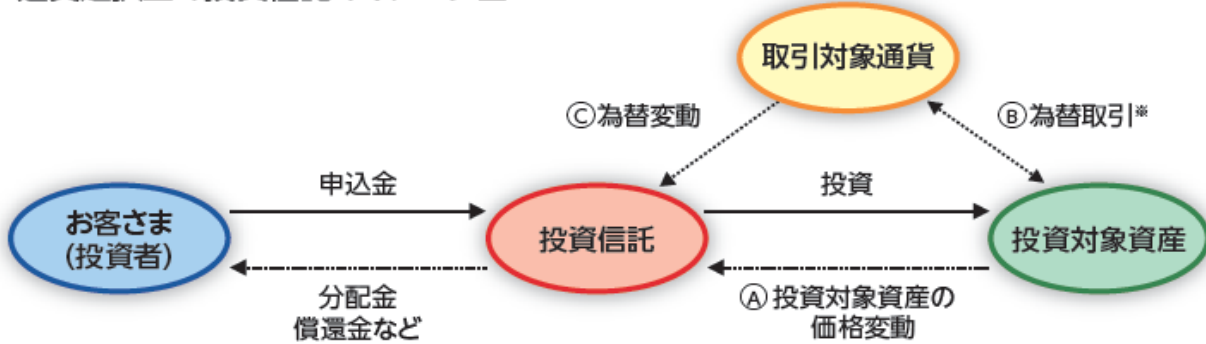 取引対象通貨
Ⓒ為替変動
Ⓑ為替取引※
申込金
投資
お客さま
(投資者)
投資信託
投資対象資産
分配金
償還金など
Ⓐ投資対象資産の
価格変動